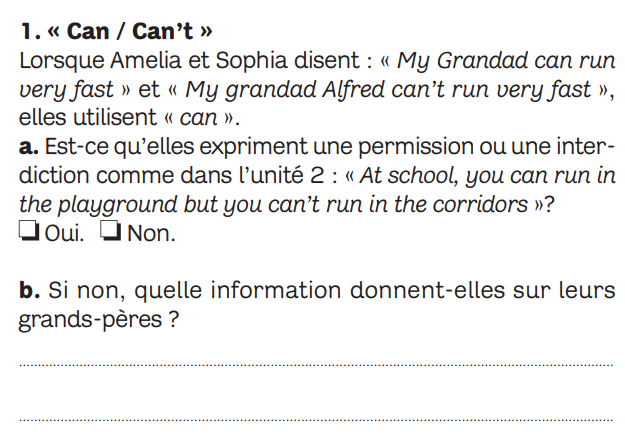 1. « Can / Can't »
Lorsque Amelia et Sophia disent : « My Grandad can run
very fast » et « My grandad Alfred can't run very fast »,
elles utilisent « can ».
a. Est-ce qu'elles expriment une permission ou une inter-
diction comme dans l'unité 2 : « At school, you can run in
the playground but you can't run in the corridors »?
❏ Oui. ❏ Non.
b. Si non, quelle information donnent-elles sur leurs
grands-pères ?